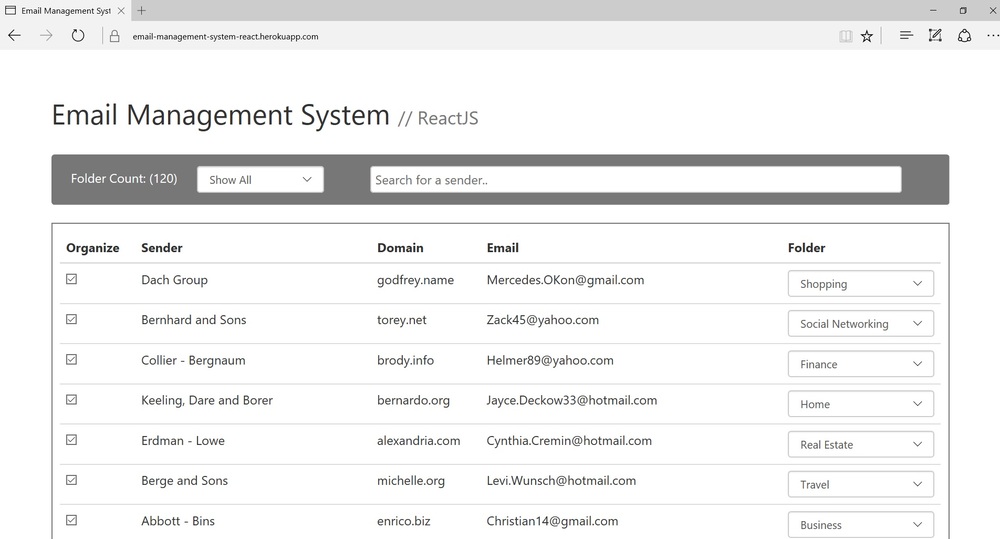 Email Management Syst
email-management-system-react.herokuapp.com
Email Management System // ReactJS
Folder Count: (120) Show All Search for a sender..
Organize Sender Domain Email Folder
Dach Group godfrey.name Mercedes.OKon@gmail.com Shopping
Bernhard and Sons torey.net Zack45@yahoo.com Social Networking
Collier - Bergnaum brody.info Helmer89@yahoo.com Finance
Keeling, Dare and Borer bernardo.org Jayce.Deckow33@hotmail.com Home
Erdman - Lowe alexandria.com Cynthia.Cremin@hotmail.com Real Estate
Berge and Sons michelle.org Levi.Wunsch@hotmail.com Travel
Abbott - Bins enrico.biz Christian14@gmail.com Business